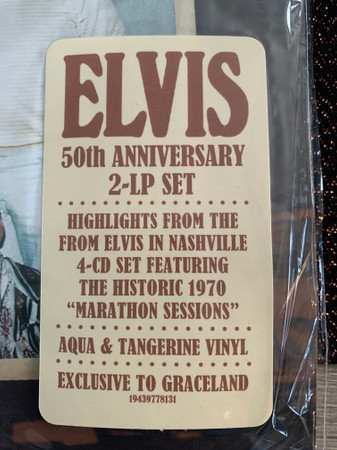 ELVIS
50th ANNIVERSARY
2-LP SET
HIGHLIGHTS FROM THE
FROM ELVIS IN NASHVILLE
4-CD SET FEATURING
THE HISTORIC 1970
“MARATHON SESSIONS”
AQUA & TANGERINE VINYL
EXCLUSIVE TO GRACELAND
19439778131